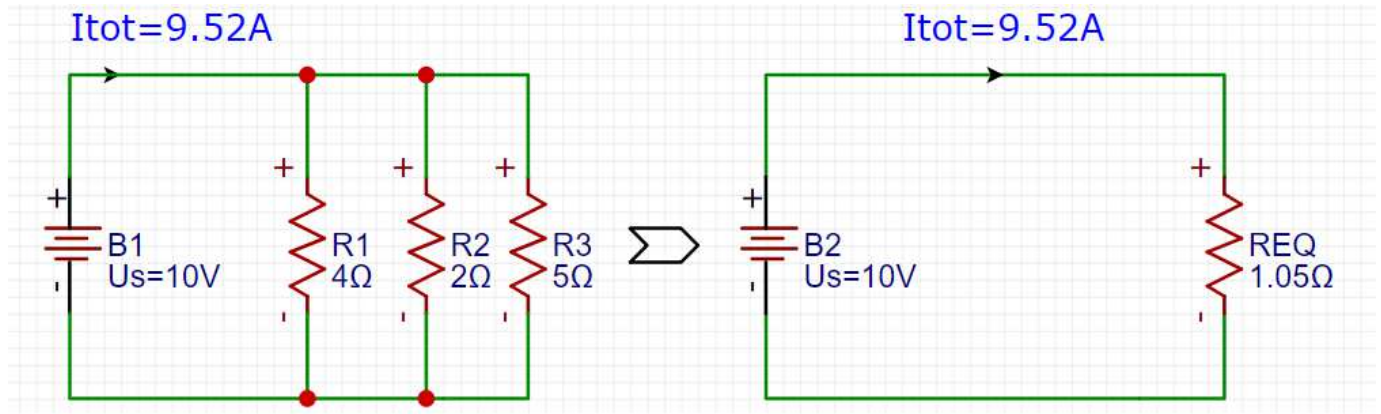 Itot=9.52A
Itot=9.52A
+
+
+
+
+
+
B1
Us=10V
R1
4Ω
R2
2Ω
R3
5Ω
B2
Us=10V
REQ
1.05Ω
-
-
-
-
-
-